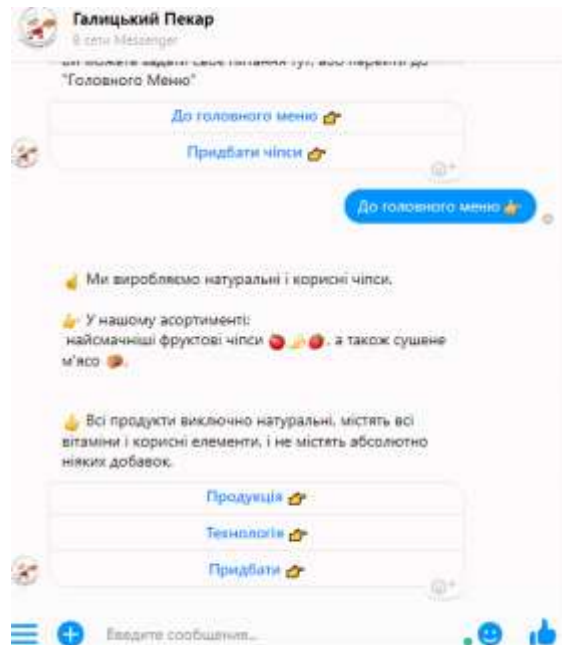 Галицький Пекар
В сети Messenger
Ви можете задати своє питання тут, або перейти до
"Головного Меню"
До головного меню 👉
Придбати чіпси 👉
До головного меню 👉
☝ Ми виробляємо натуральні і корисні чіпси.
👉 У нашому асортименті:
найсмачніші фруктові чіпси 🍎🍌🍎, а також сушене
м'ясо 🍖.
👍 Всі продукти виключно натуральні, містять всі
вітаміни і корисні елементи, і не містять абсолютно
ніяких добавок.
Продукція 👉
Технологія 👉
Придбати 👉
Введите сообщение...